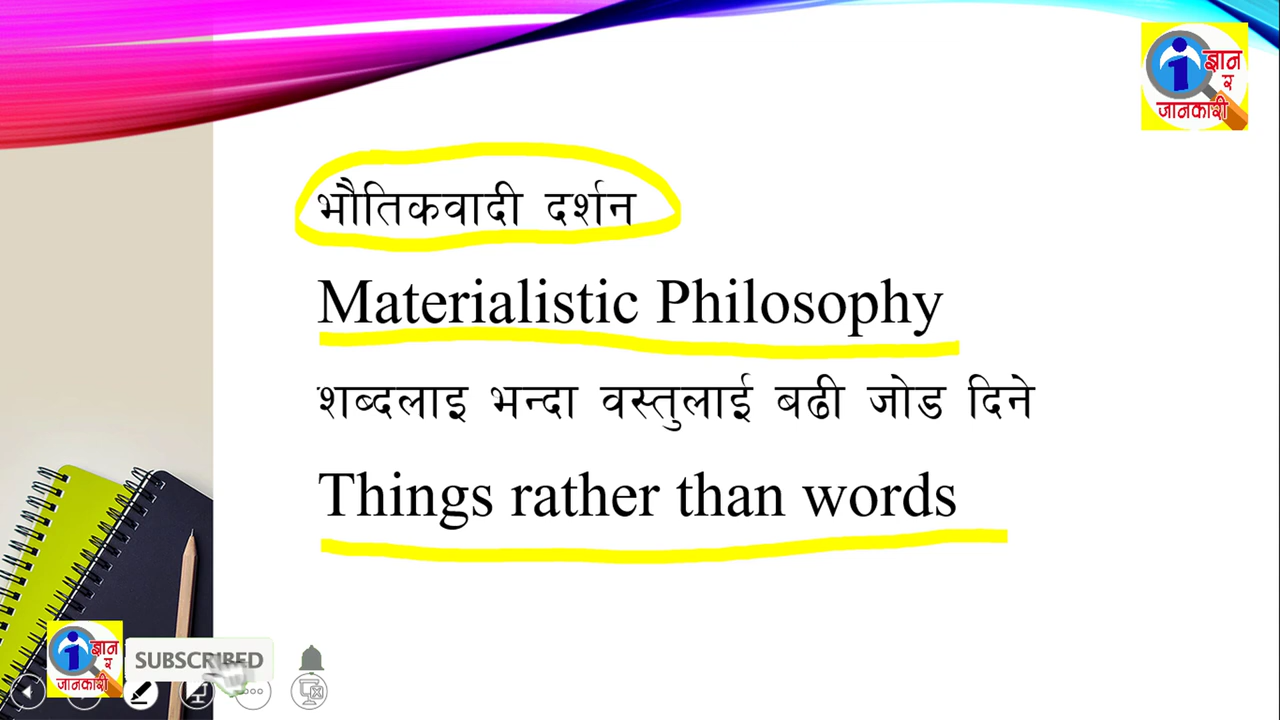 ज्ञान
र
जानकारी
भौतिकवादी दर्शन
Materialistic Philosophy
शब्दलाइ भन्दा वस्तुलाई बढी जोड दिने
Things rather than words
ज्ञान
र
जानकारी
SUBSCRIBED